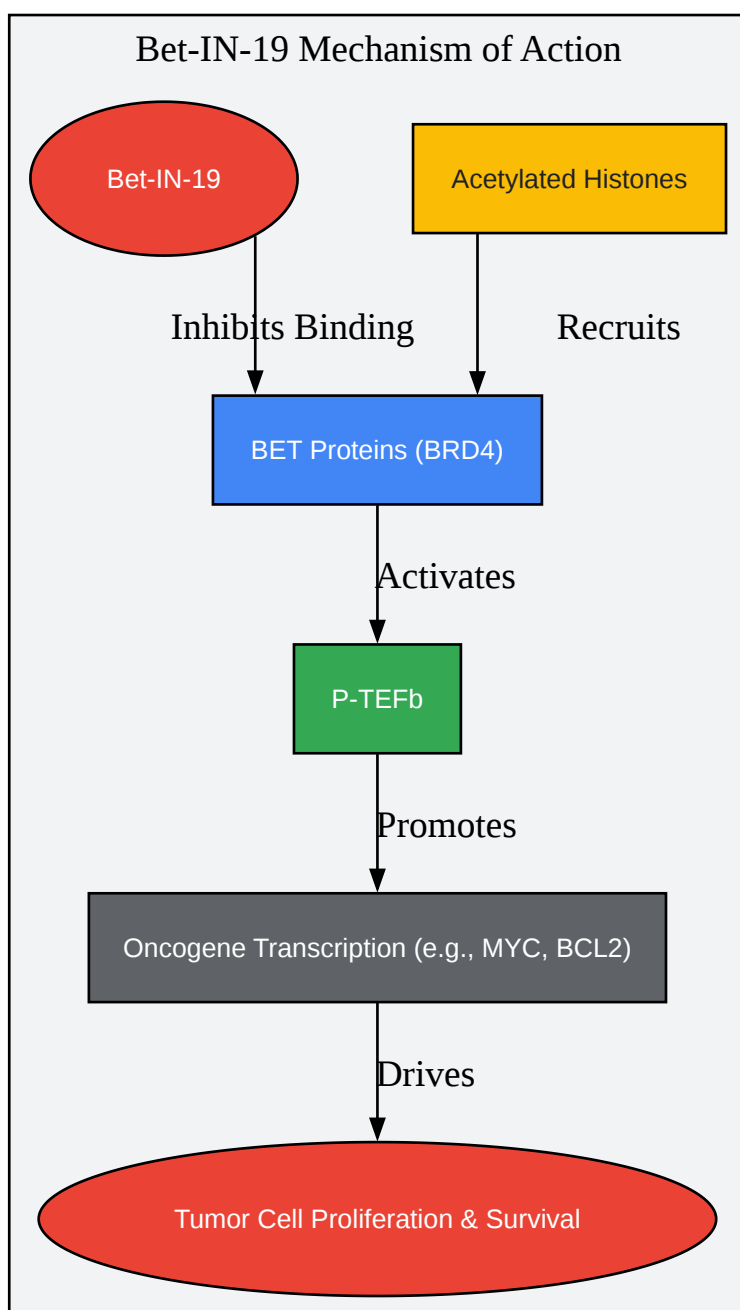 Bet-IN-19 Mechanism of Action
Bet-IN-19
Acetylated Histones
Inhibits Binding
Recruits
BET Proteins (BRD4)
Activates
P-TEFb
Promotes
Oncogene Transcription (e.g., MYC, BCL2)
Drives
Tumor Cell Proliferation & Survival